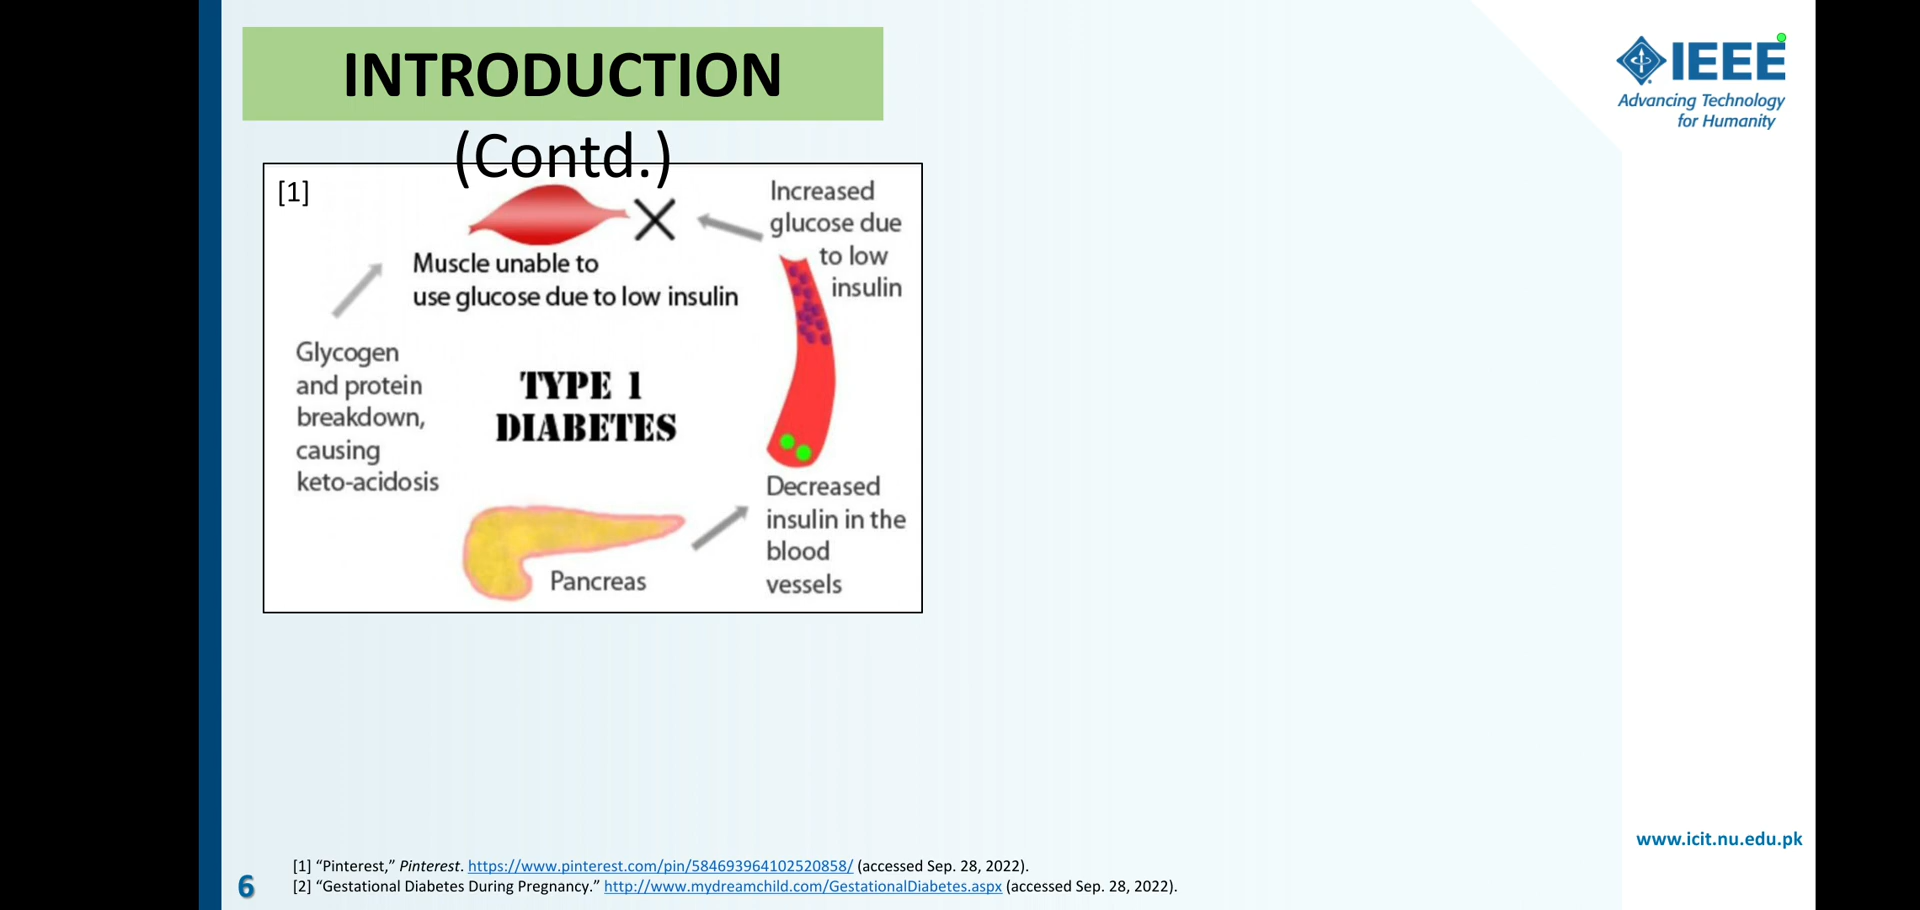 INTRODUCTION
(Contd.)
IEEE
Advancing Technology
for Humanity
[1]
Increased
glucose due
to low
insulin
Muscle unable to
use glucose due to low insulin
Glycogen
and protein
breakdown,
causing
keto-acidosis
TYPE 1
DIABETES
Decreased
insulin in the
blood
vessels
Pancreas
www.icit.nu.edu.pk
[1] “Pinterest,” Pinterest. https://www.pinterest.com/pin/584693964102520858/ (accessed Sep. 28, 2022).
[2] “Gestational Diabetes During Pregnancy.” http://www.mydreamchild.com/GestationalDiabetes.aspx (accessed Sep. 28, 2022).
6